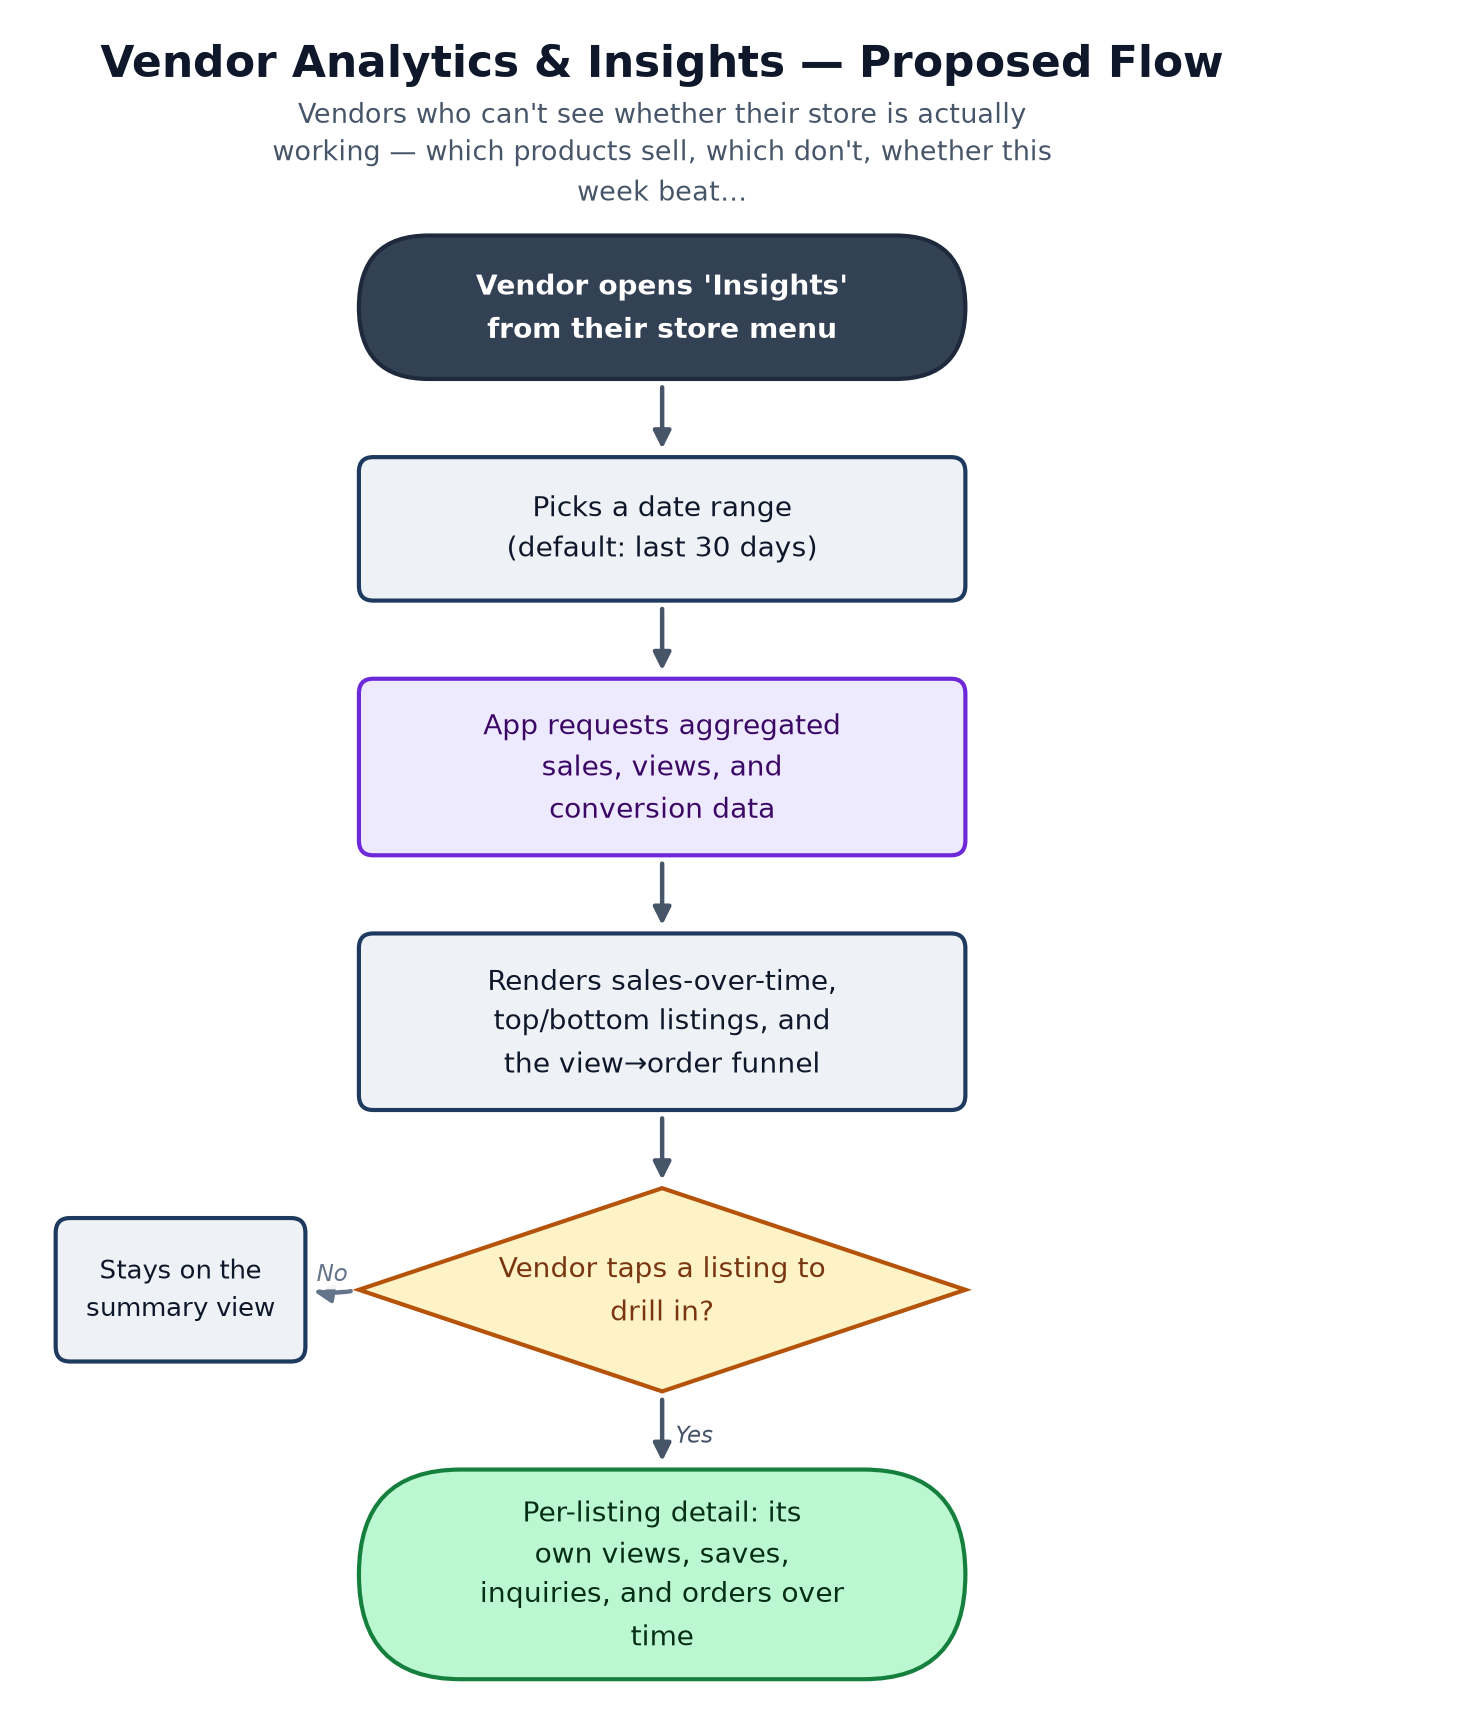 Vendor Analytics & Insights — Proposed Flow
Vendors who can't see whether their store is actually
working — which products sell, which don't, whether this
week beat…
Vendor opens 'Insights'
from their store menu
Picks a date range
(default: last 30 days)
App requests aggregated
sales, views, and
conversion data
Renders sales-over-time,
top/bottom listings, and
the view→order funnel
Vendor taps a listing to
drill in?
No
Stays on the
summary view
Yes
Per-listing detail: its
own views, saves,
inquiries, and orders over
time